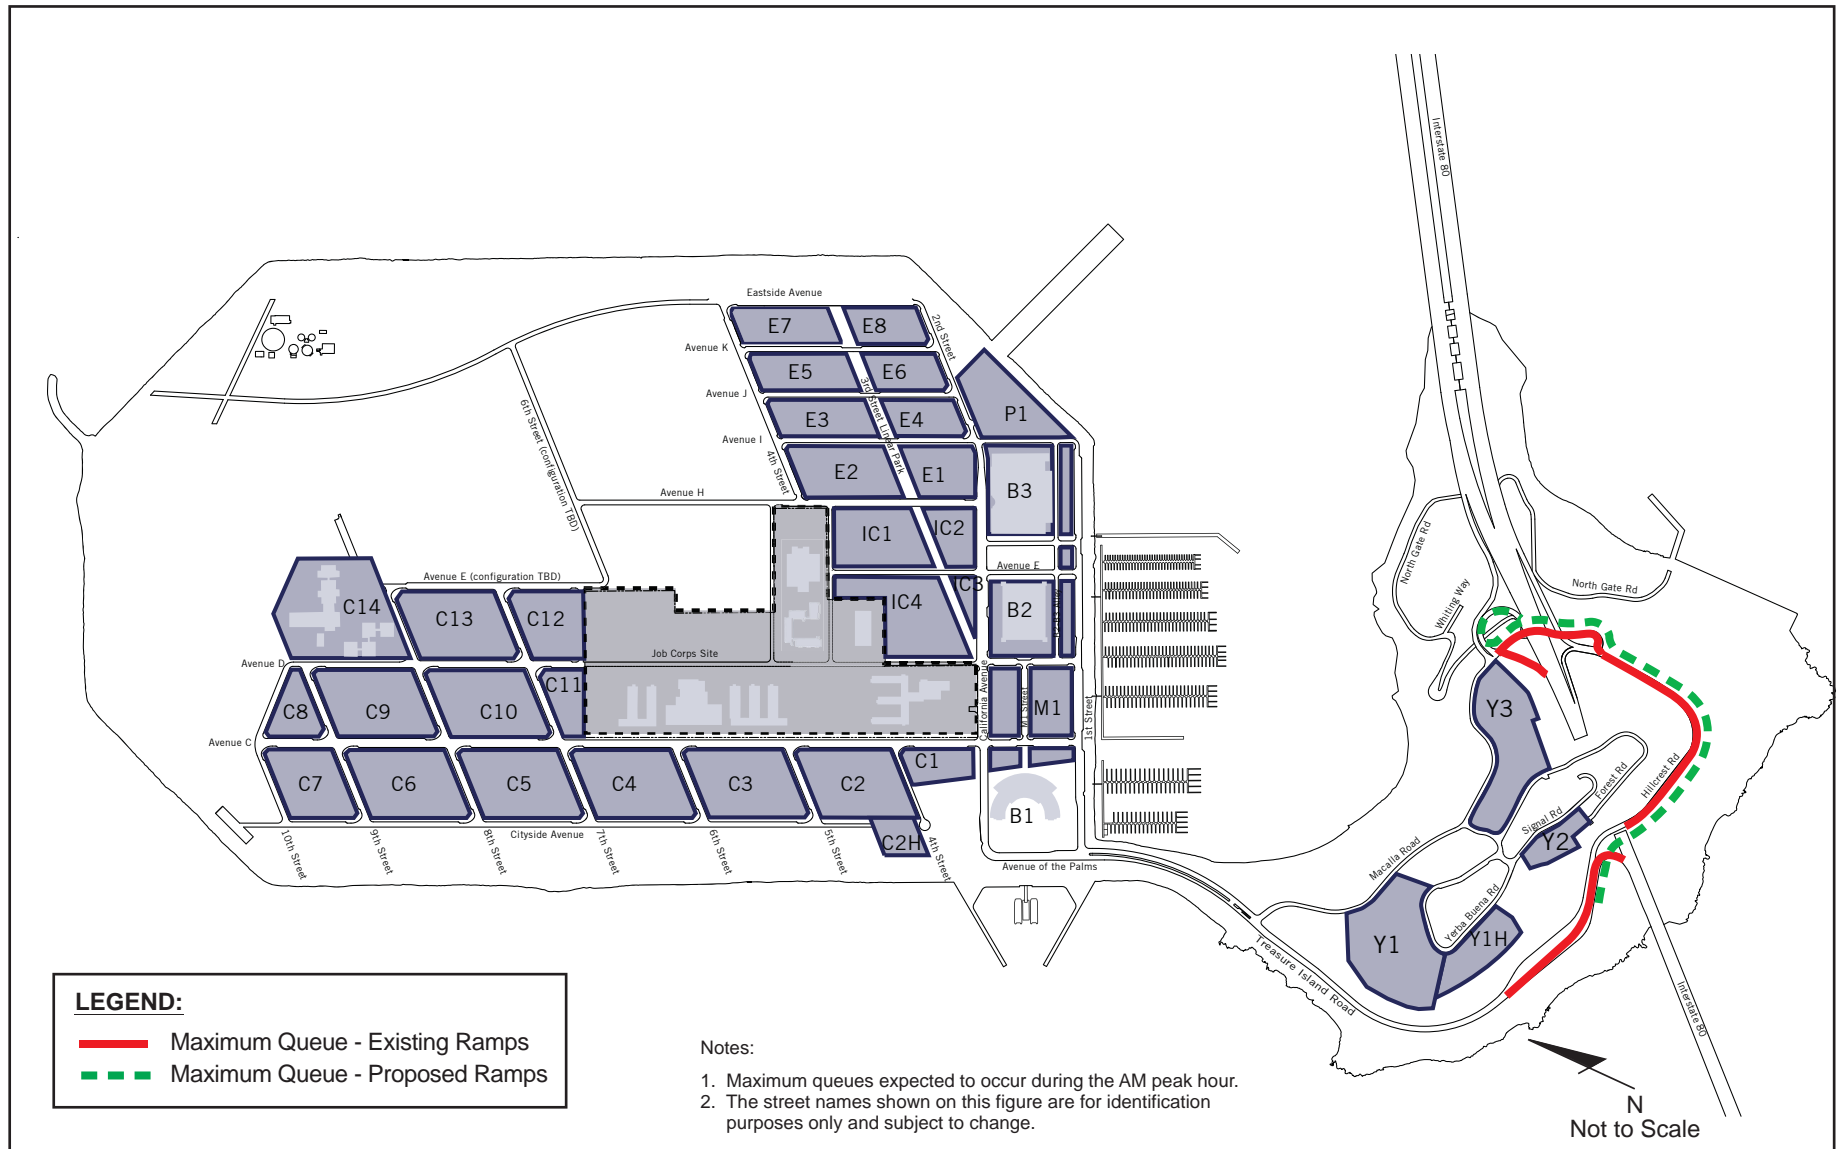 Interstate 80
Eastside Avenue
E7
E8
2nd Street
Avenue K
E5
E6
3rd Street Linear Park
Avenue J
E3
E4
P1
Avenue I
4th Street
E2
E1
B3
6th Street (configuration TBD)
Avenue H
IC1
IC2
North Gate Rd
North Gate Rd
Whiting Way
Avenue E
Avenue E (configuration TBD)
C14
C13
C12
IC4
IC3
B2
Job Corps Site
Avenue D
C8
C9
C10
C11
California Avenue
M1 Street
M1
1st Street
Y3
Avenue C
C7
C6
C5
C4
C3
C2
C1
B1
Hillcrest Rd
Forest Rd
Signal Rd
Y2
Macalla Road
Cityside Avenue
C2H
10th Street
9th Street
8th Street
7th Street
6th Street
5th Street
4th Street
Avenue of the Palms
Yerba Buena Rd
Y1
Y1H
Treasure Island Road
Interstate 80
LEGEND:
Maximum Queue - Existing Ramps
Maximum Queue - Proposed Ramps
Notes:
1. Maximum queues expected to occur during the AM peak hour.
2. The street names shown on this figure are for identification
purposes only and subject to change.
N
Not to Scale